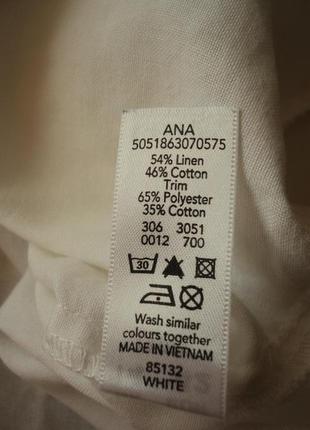 ANA
5051863070575
54% Linen
46% Cotton
Trim
65% Polyester
35% Cotton
306 3051
0012 700
30
Wash similar
colours together
MADE IN VIETNAM
85132
WHITE